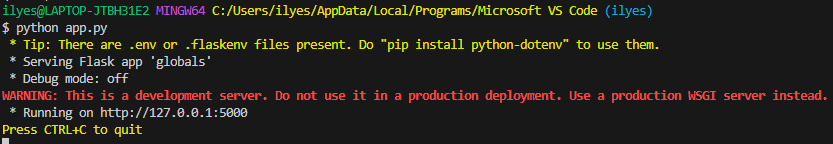 ilyes@LAPTOP-JTBH31E2 MINGW64 C:/Users/ilyes/AppData/Local/Programs/Microsoft VS Code (ilyes)
$ python app.py
 * Tip: There are .env or .flaskenv files present. Do "pip install python-dotenv" to use them.
 * Serving Flask app 'globals'
 * Debug mode: off
WARNING: This is a development server. Do not use it in a production deployment. Use a production WSGI server instead.
 * Running on http://127.0.0.1:5000
Press CTRL+C to quit